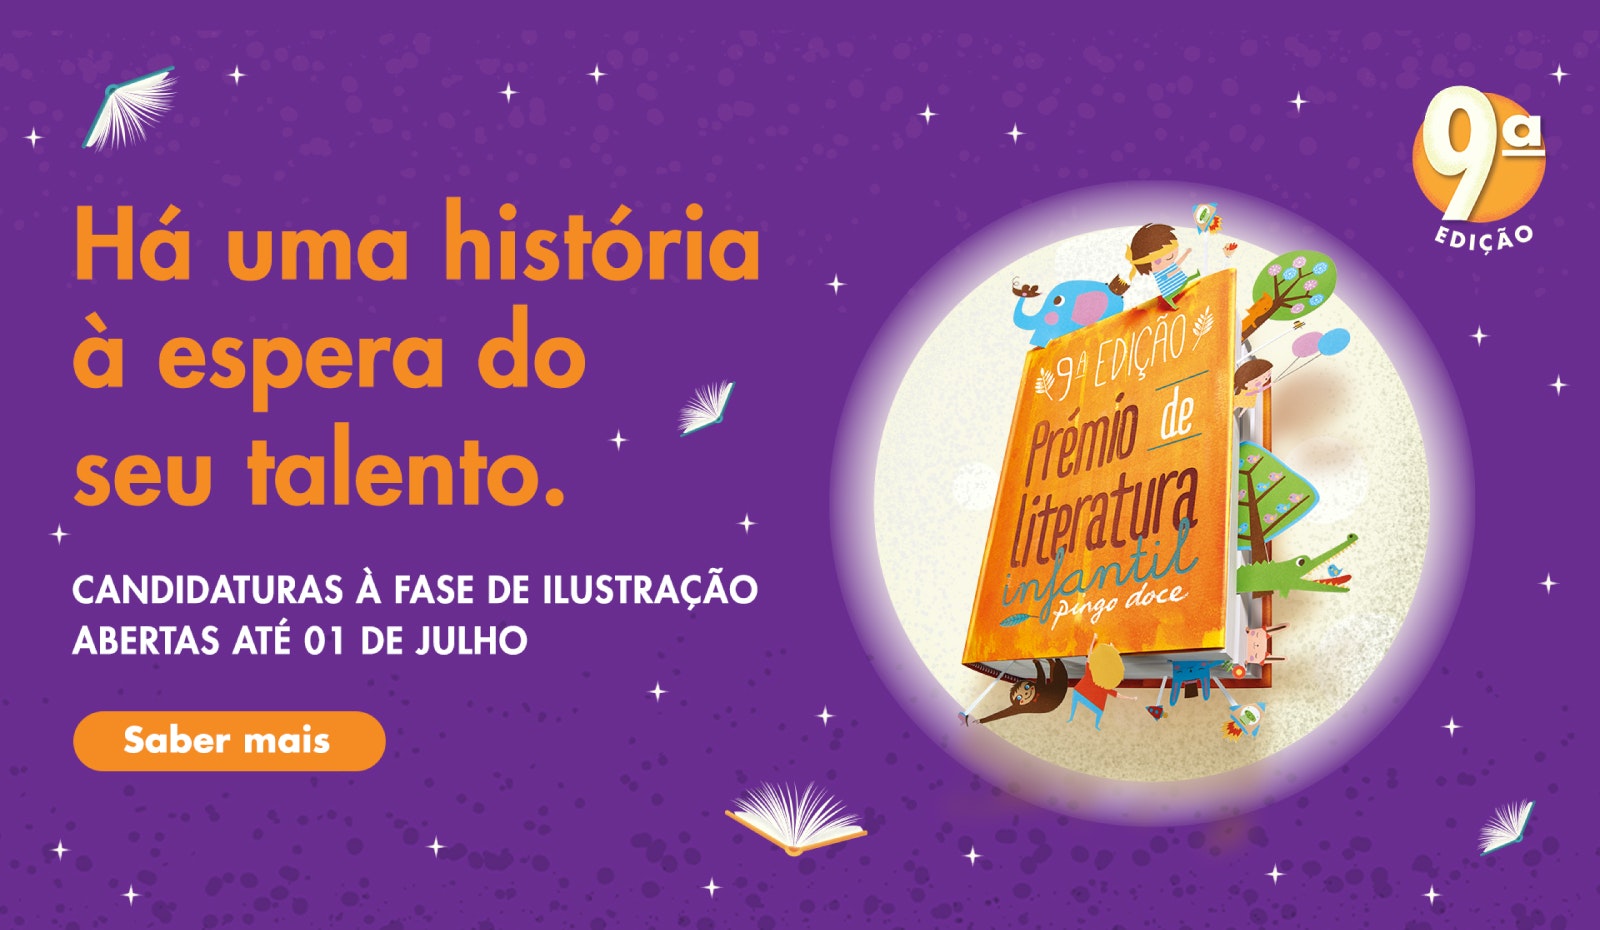 Há uma história
à espera do
seu talento.
CANDIDATURAS À FASE DE ILUSTRAÇÃO
ABERTAS ATÉ 01 DE JULHO
Saber mais
9ª
EDIÇÃO
9ª EDIÇÃO
Prémio de
literatura
infantil
pingo doce